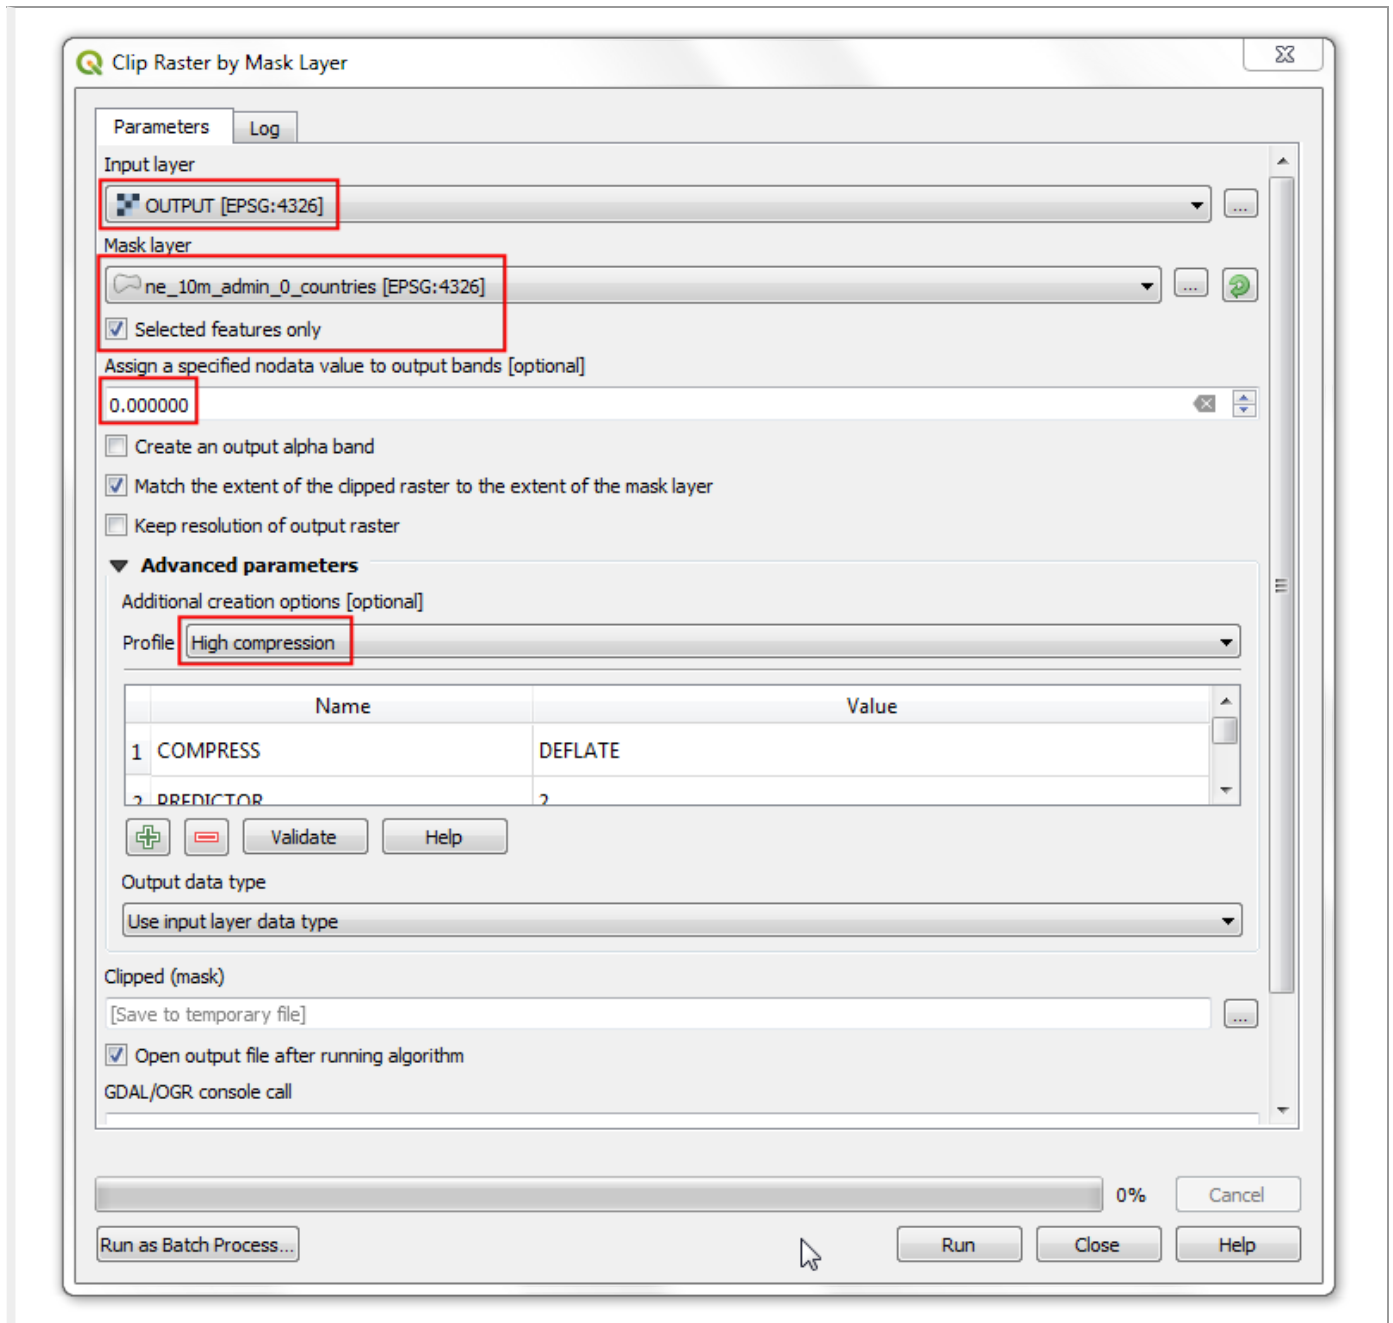 Clip Raster by Mask Layer
Parameters Log
Input layer
OUTPUT [EPSG:4326]
...
Mask layer
ne_10m_admin_0_countries [EPSG:4326]
...
Selected features only
Assign a specified nodata value to output bands [optional]
0.000000
Create an output alpha band
Match the extent of the clipped raster to the extent of the mask layer
Keep resolution of output raster
Advanced parameters
Additional creation options [optional]
Profile High compression
Name Value
1 COMPRESS DEFLATE
2 PREDICTOR 2
Validate Help
Output data type
Use input layer data type
Clipped (mask)
[Save to temporary file]
...
Open output file after running algorithm
GDAL/OGR console call
0% Cancel
Run as Batch Process... Run Close Help